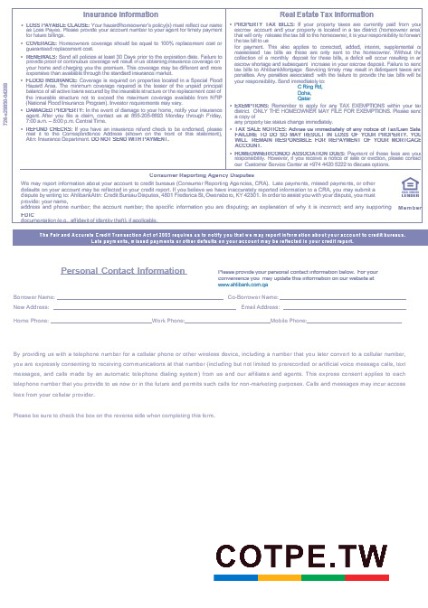 Insurance Information
• LOSS PAYABLE CLAUSE: Your hazard/homeowner's policy(s) must reflect our name
as Loss Payee. Please provide your account number to your agent for timely payment
for future billings.
• COVERAGE: Homeowners coverage should be equal to 100% replacement cost or
guaranteed replacement cost.
• RENEWALS: Send all policies at least 30 Days prior to the expiration date. Failure to
provide proof of continuous coverage will result in us obtaining insurance coverage on
your home and charging you the premium. This coverage may be different and more
expensive than available through the standard insurance market.
• FLOOD INSURANCE: Coverage is required on properties located in a Special Flood
Hazard Area. The minimum coverage required is the lesser of the unpaid principal
balance of all active loans secured by the insurable structure or the replacement cost of
the insurable structure not to exceed the maximum coverage available from NFIP
(National Flood Insurance Program). Investor requirements may vary.
• DAMAGED PROPERTY: In the event of damage to your home, notify your insurance
agent. After you file a claim, contact us at
Monday through Friday,
7:00 a.m. – 5:00 p.m. Central Time.
• REFUND CHECKS: If you have an insurance refund check to be endorsed, please
mail it to the Correspondence Address (shown on the front of this statement),
Attn: Insurance Department. DO NOT SEND WITH PAYMENT.
Real Estate Tax Information
• PROPERTY TAX BILLS: If your property taxes are currently paid from your
escrow account and your property is located in a tax district (homeowner area
that will only release the tax bill to the homeowner, it is you responsibility to forward
the tax bill to us
for payment. This also applies to corrected, added, interim, supplemental or
reassessed tax bills as these are only sent to the homeowner. Without the
collection of a monthly deposit for these bills, a deficit will occur resulting in an
escrow shortage and subsequent increase in your escrow deposit. Failure to send
tax bills to AhlibankMortgage Servicing timely may result in delinquent taxes and
penalties. Any penalties associated with the failure to provide the tax bills will be
your responsibility. Send immediately to:
C Ring Rd,
Doha,
Qatar
• EXEMPTIONS: Remember to apply for TAX EXEMPTIONS within your tax
district. ONLY THE HOMEOWNER MAY FILE FOR EXEMPTIONS. Please send
a copy of
any property tax status change immediately.
• TAX SALE NOTICES: Advise us immediately of any notice of tax/Lien Sale
FAILURE TO DO SO MAY RESULT IN LOSS OF YOUR PROPERTY. YOU
WILL REMAIN RESPONSIBLE FOR REPAYMENT OF YOUR MORTGAGE
ACCOUNT.
• HOMEOWNERS/CONDO ASSOCIATION DUES: Payment of these fees are your
responsibility. However, if you receive a notice of sale or eviction, please contact
our Customer Service Center at +974 4420 5222 to discuss options.
Consumer Reporting Agency Disputes
We may report information about your account to credit bureaus (Consumer Reporting Agencies, CRA). Late payments, missed payments, or other
defaults on your account may be reflected in your credit report. If you believe we have inaccurately reported information to a CRA, you may submit a
dispute by writing to: AhlibankAttn: Credit Bureau Disputes, 4801 Frederica St, Owensboro, KY 42301. In order to assist you with your dispute, you must
provide: your name,
address and phone number; the account number; the specific information you are disputing; an explanation of why it is incorrect; and any supporting
Member
FDIC
documentation (e.g., affidavit of identity theft), if applicable.
The Fair and Accurate Credit Transaction Act of 2003 requires us to notify you that we may report information about your account to credit bureaus.
Late payments, missed payments or other defaults on your account may be reflected in your credit report.
Personal Contact Information
Please provide your personal contact information below. For your
convenience you may update this information on our website at
www.ahlibank.com.qa
Borrower Name: Co-Borrower Name:
New Address: Email Address:
Home Phone: Work Phone: Mobile Phone:
By providing us with a telephone number for a cellular phone or other wireless device, including a number that you later convert to a cellular number,
you are expressly consenting to receiving communications at that number (including but not limited to prerecorded or artificial voice message calls, text
messages, and calls made by an automatic telephone dialing system) from us and our affiliates and agents. This express consent applies to each
telephone number that you provide to us now or in the future and permits such calls for non-marketing purposes. Calls and messages may incur access
fees from your cellular provider.
Please be sure to check the box on the reverse side when completing this form.
COTPE.TW